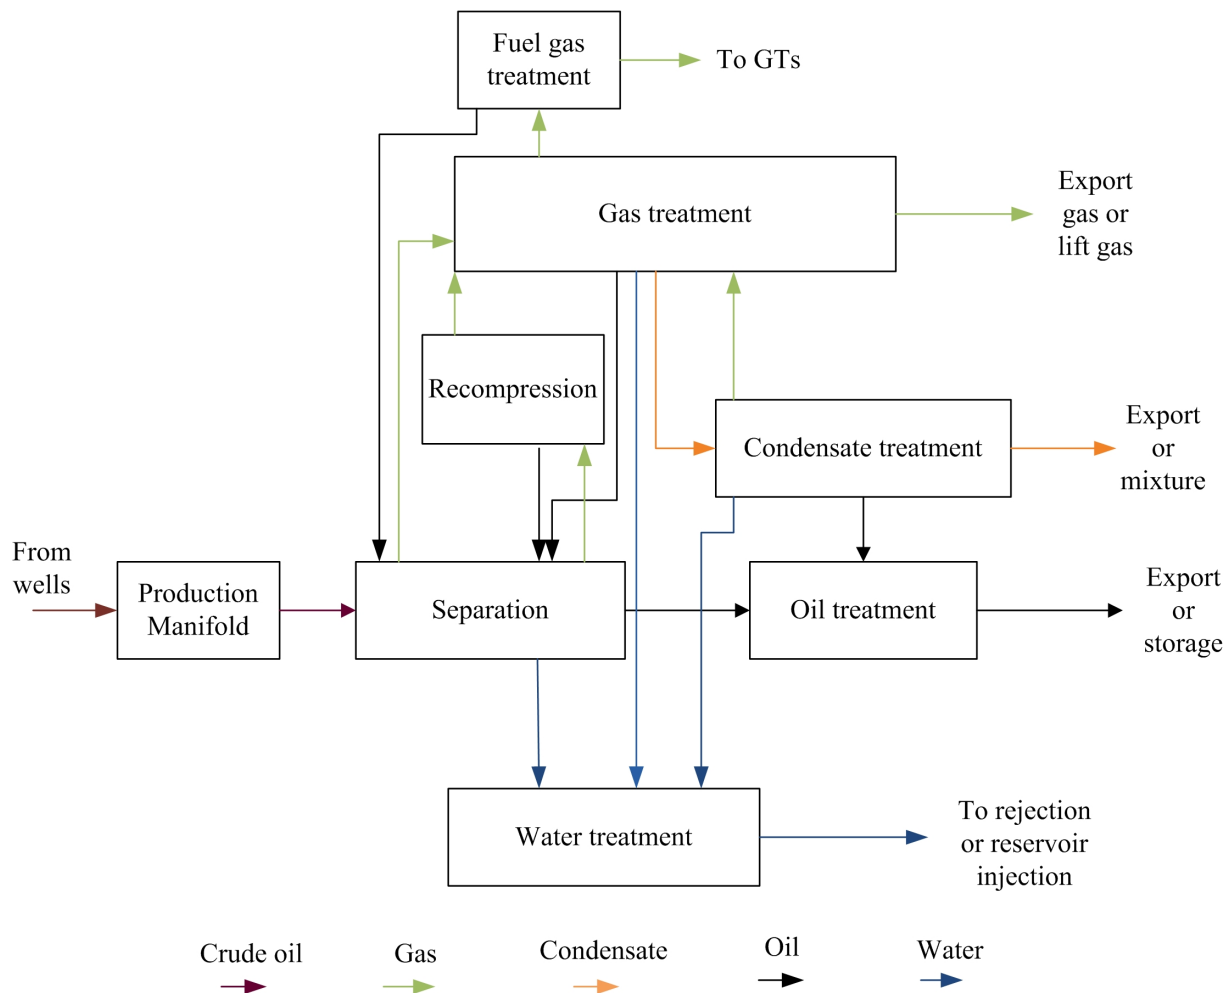 Fuel gas
treatment
To GTs
Gas treatment
Export
gas or
lift gas
Recompression
Condensate treatment
Export
or
mixture
From
wells
Production
Manifold
Separation
Oil treatment
Export
or
storage
Water treatment
To rejection
or reservoir
injection
Crude oil
Gas
Condensate
Oil
Water